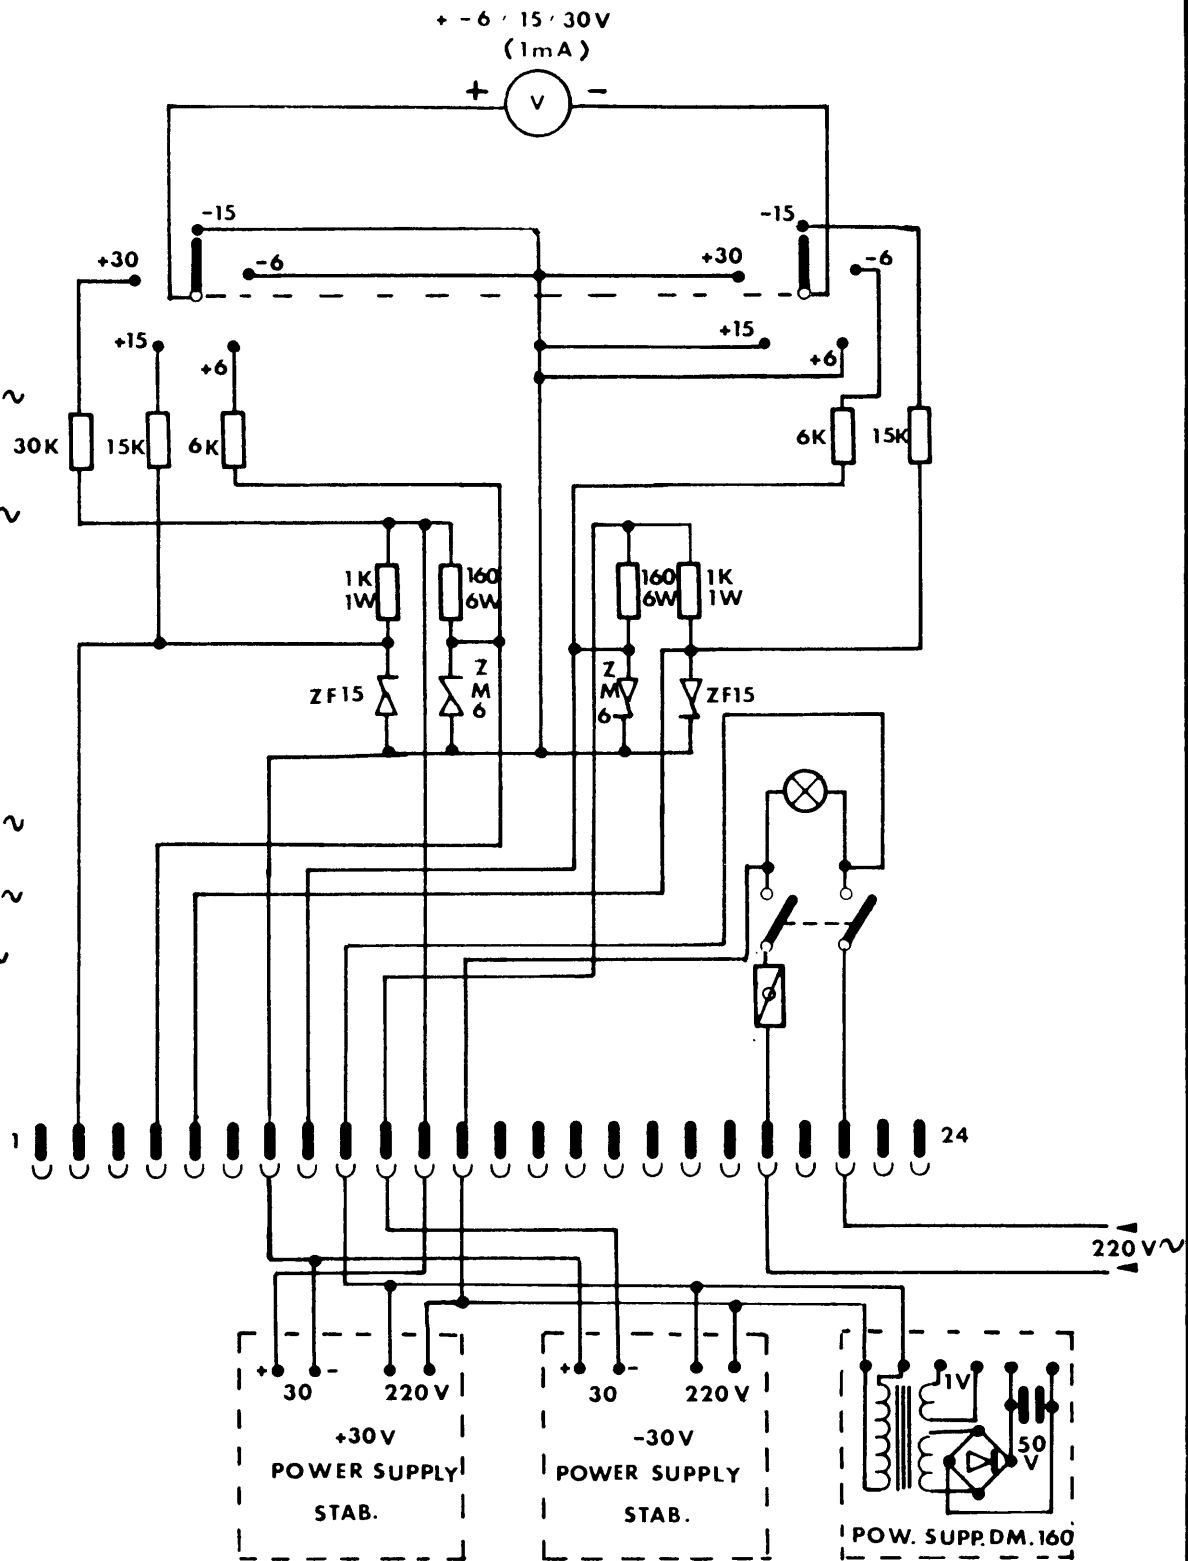 + -6 / 15 / 30V
(1mA)
+ V -
-15 -15
+30 -6 +30 -6
+15 +6 +15 +6
~
30K 15K 6K 6K 15K
~
1K 160 160 1K
1W 6W 6W 1W
ZF15 Z M 6 Z M 6 ZF15
~
~
~
1 24
220V~
+ - + -
30 220V 30 220V 1V
+30V -30V 50 V
POWER SUPPLY POWER SUPPLY
STAB. STAB.
POW. SUPP. DM. 160